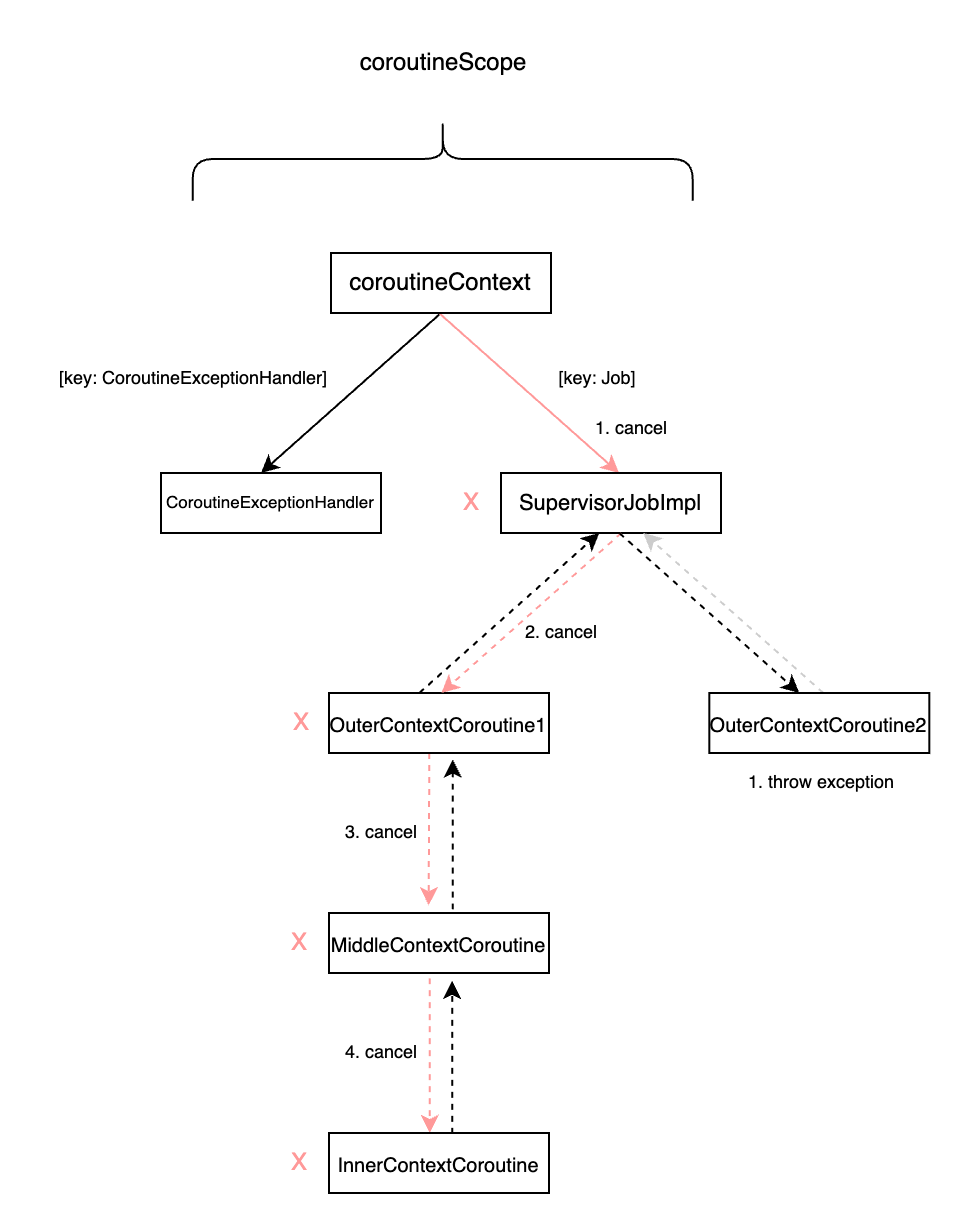 coroutineScope
coroutineContext
[key: CoroutineExceptionHandler]
[key: Job]
1. cancel
CoroutineExceptionHandler
X
SupervisorJobImpl
2. cancel
X
OuterContextCoroutine1
OuterContextCoroutine2
1. throw exception
3. cancel
X
MiddleContextCoroutine
4. cancel
X
InnerContextCoroutine